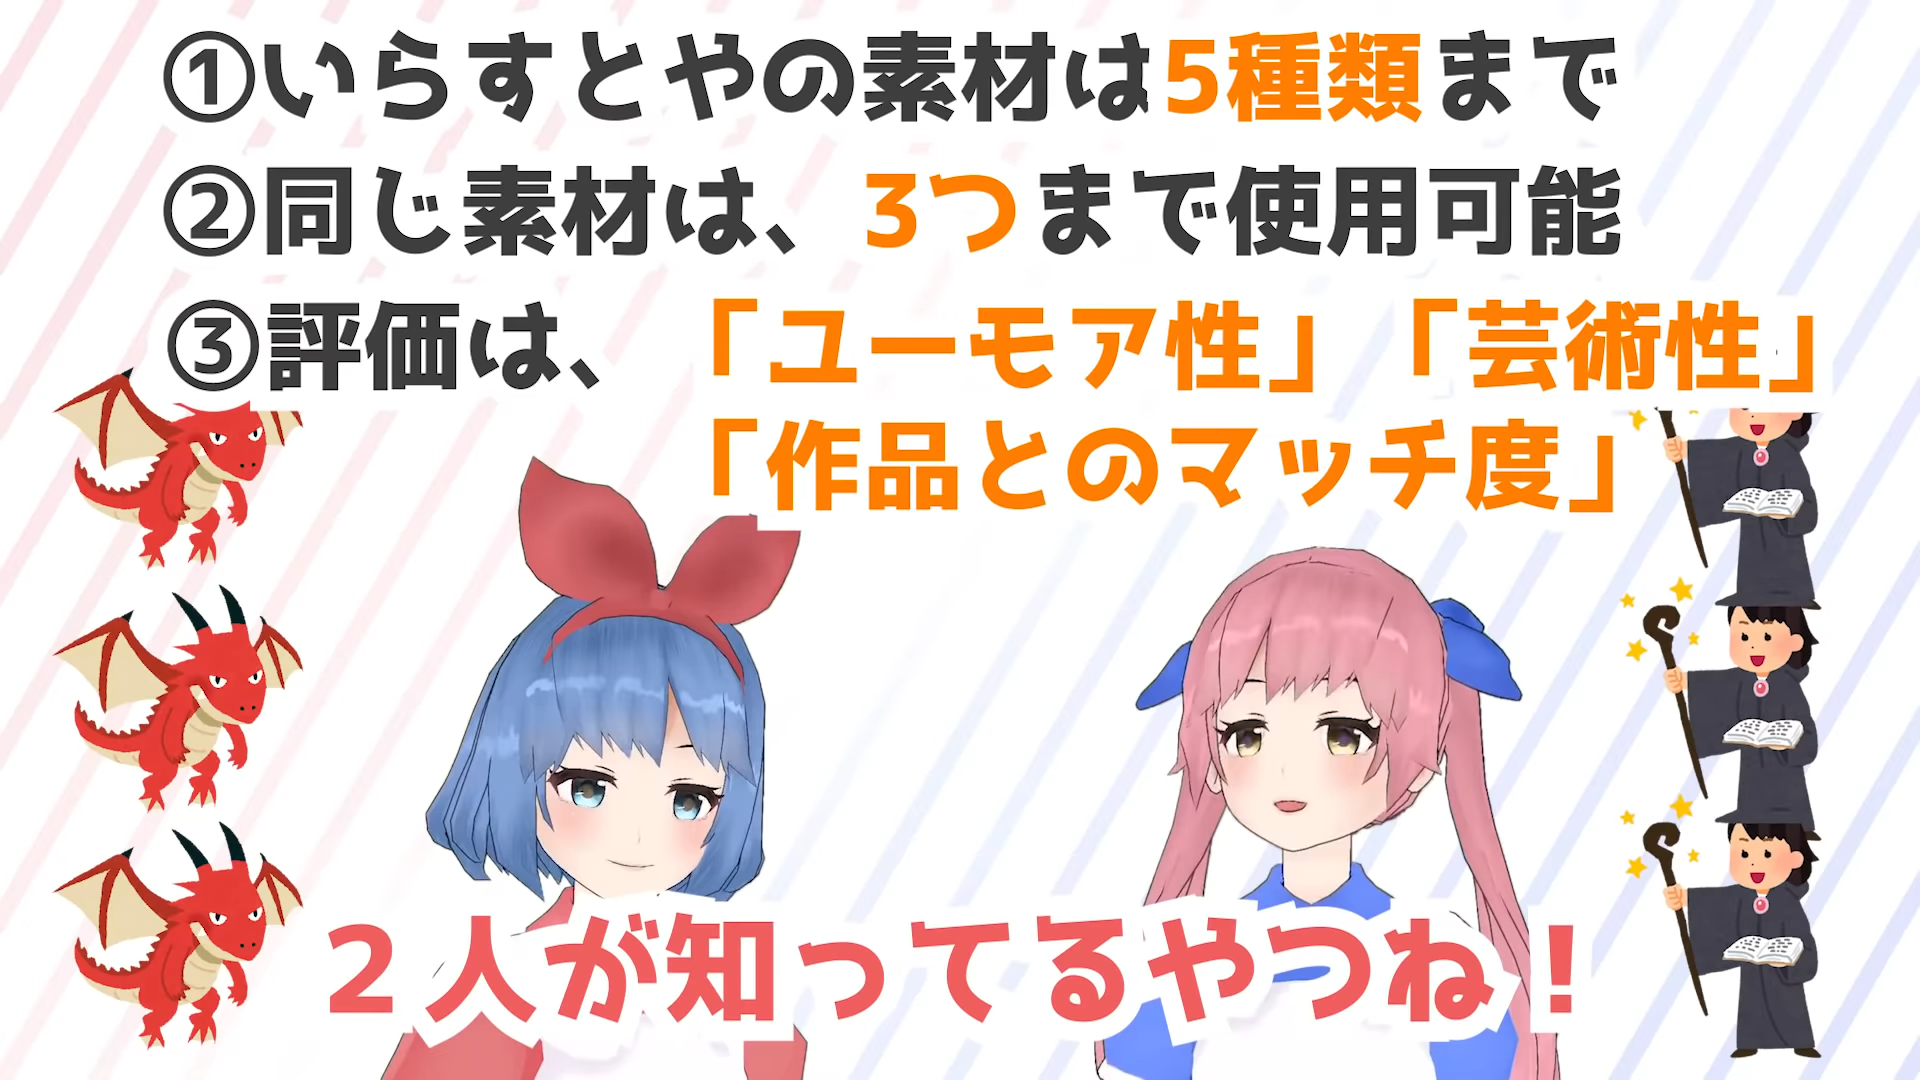 ①いらすとやの素材は5種類まで
②同じ素材は、3つまで使用可能
③評価は、「ユーモア性」「芸術性」
「作品とのマッチ度」
２人が知ってるやつね！